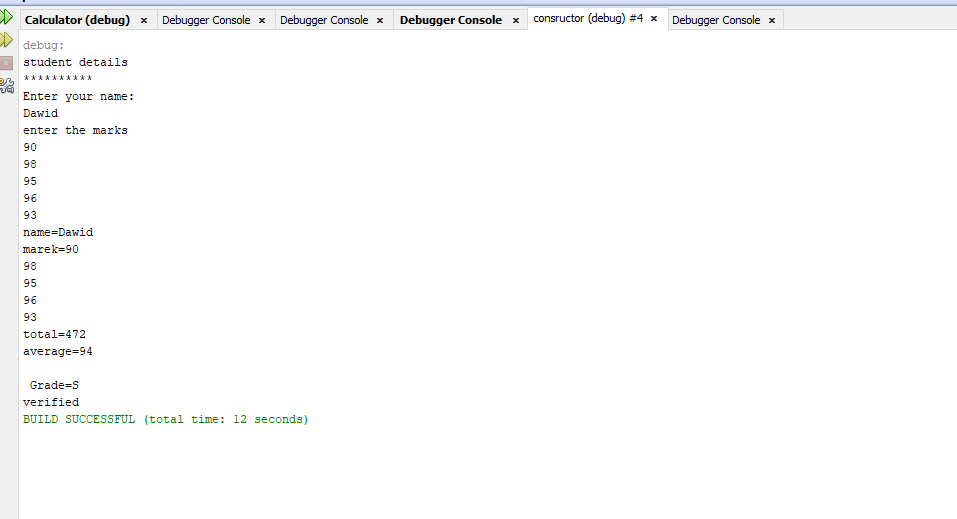 Calculator (debug) × Debugger Console × Debugger Console × Debugger Console × consructor (debug) #4 × Debugger Console ×
debug:
student details
**********
Enter your name:
Dawid
enter the marks
90
98
95
96
93
name=Dawid
marek=90
98
95
96
93
total=472
average=94
Grade=S
verified
BUILD SUCCESSFUL (total time: 12 seconds)